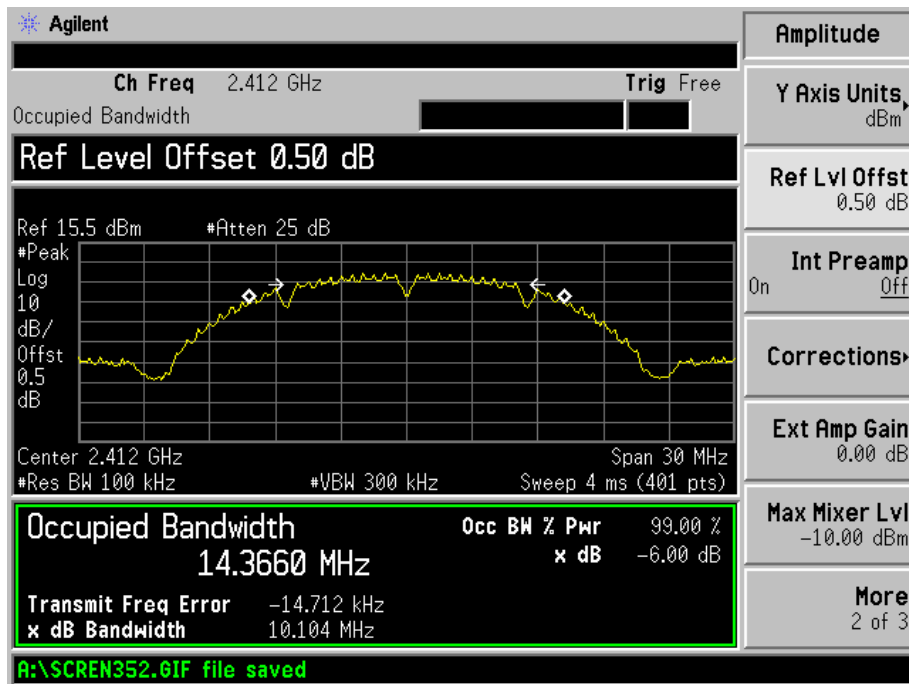 Agilent
Ch Freq 2.412 GHz Trig Free
Occupied Bandwidth
Ref Level Offset 0.50 dB
Ref 15.5 dBm #Atten 25 dB
#Peak
Log
10
dB/
Offst
0.5
dB
Center 2.412 GHz Span 30 MHz
#Res BW 100 kHz #VBW 300 kHz Sweep 4 ms (401 pts)
Occupied Bandwidth
14.3660 MHz
Occ BW % Pwr 99.00 %
x dB -6.00 dB
Transmit Freq Error -14.712 kHz
x dB Bandwidth 10.104 MHz
A:\SCREN352.GIF file saved
Amplitude
Y Axis Units
dBm
Ref Lvl Offst
0.50 dB
Int Preamp
On Off
Corrections
Ext Amp Gain
0.00 dB
Max Mixer Lvl
-10.00 dBm
More
2 of 3